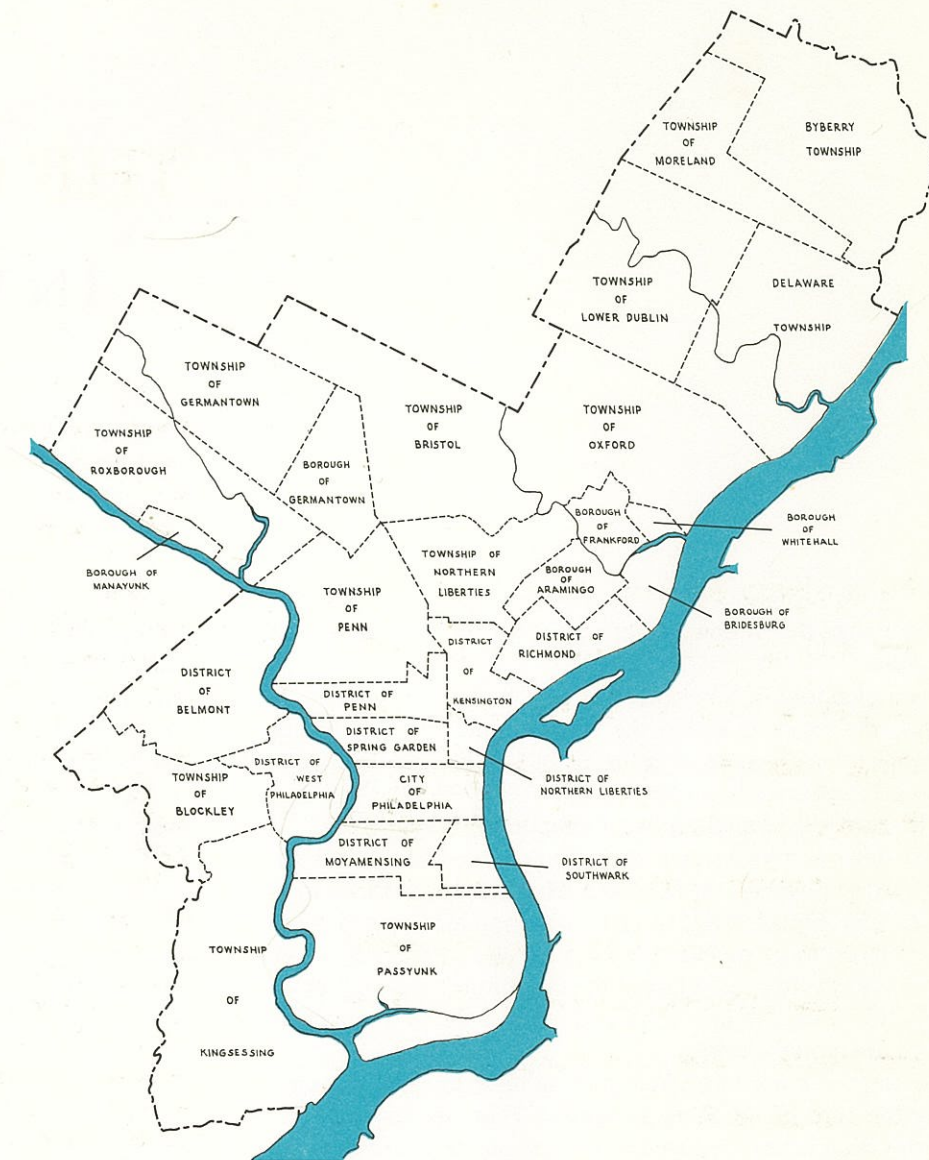 TOWNSHIP
OF
MORELAND
BYBERRY
TOWNSHIP
TOWNSHIP
OF
LOWER DUBLIN
DELAWARE
TOWNSHIP
TOWNSHIP
OF
GERMANTOWN
TOWNSHIP
OF
BRISTOL
TOWNSHIP
OF
OXFORD
TOWNSHIP
OF
ROXBOROUGH
BOROUGH
OF
GERMANTOWN
BOROUGH
OF
FRANKFORD
BOROUGH
OF
WHITEHALL
BOROUGH OF
MANAYUNK
TOWNSHIP OF
NORTHERN
LIBERTIES
BOROUGH
OF
ARAMINGO
TOWNSHIP
OF
PENN
BOROUGH OF
BRIDESBURG
DISTRICT OF
RICHMOND
DISTRICT
OF
KENSINGTON
DISTRICT
OF
BELMONT
DISTRICT OF
PENN
DISTRICT OF
SPRING GARDEN
DISTRICT OF
WEST
PHILADELPHIA
TOWNSHIP
OF
BLOCKLEY
CITY
OF
PHILADELPHIA
DISTRICT OF
NORTHERN LIBERTIES
DISTRICT OF
MOYAMENSING
DISTRICT OF
SOUTHWARK
TOWNSHIP
OF
PASSYUNK
TOWNSHIP
OF
KINGSESSING